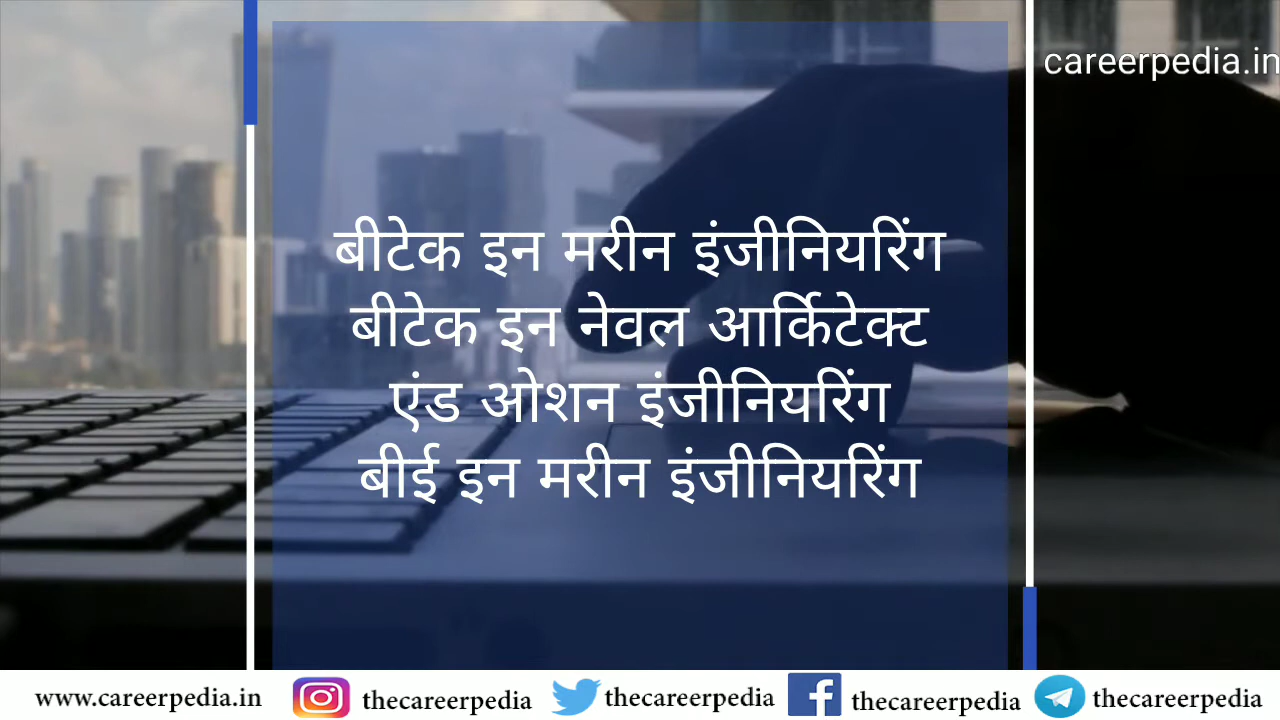 careerpedia.in
बीटेक इन मरीन इंजीनियरिंग
बीटेक इन नेवल आर्किटेक्ट
एंड ओशन इंजीनियरिंग
बीई इन मरीन इंजीनियरिंग
www.careerpedia.in thecareerpedia thecareerpedia thecareerpedia thecareerpedia